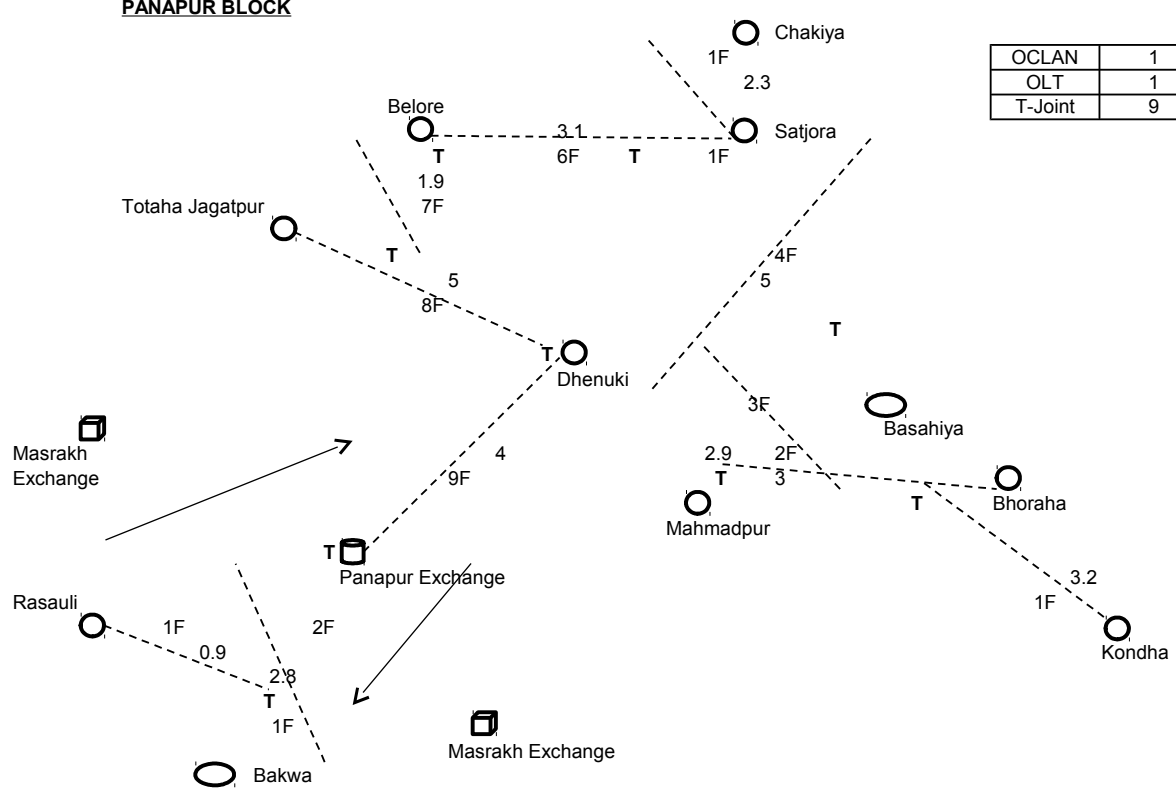 PANAPUR BLOCK
Chakiya
1F
OCLAN 1
2.3
OLT 1
Belore
T-Joint 9
3.1
Satjora
T
6F
T
1F
1.9
Totaha Jagatpur
7F
T
4F
5
5
8F
T
T
Dhenuki
3F
Basahiya
Masrakh
Exchange
4
2.9
2F
9F
T
3
Bhoraha
T
Mahmadpur
T
Panapur Exchange
3.2
Rasauli
1F
1F
2F
0.9
Kondha
2.8
T
1F
Masrakh Exchange
Bakwa